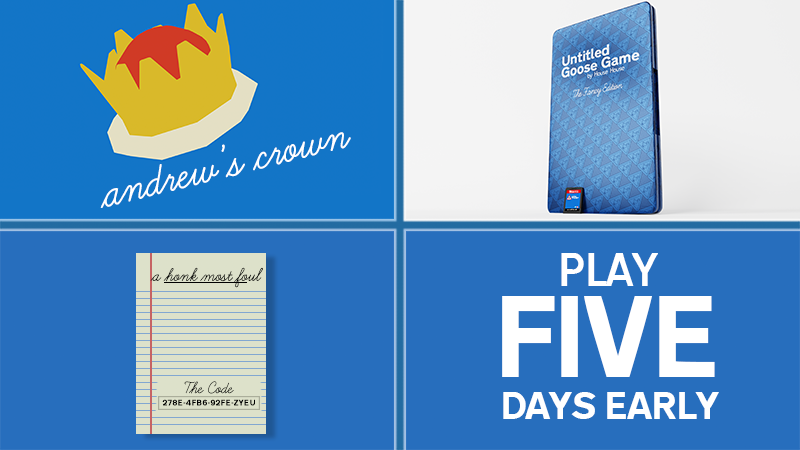 andrew's crown
Untitled
Goose Game
by House House
The Fancy Edition
a honk most foul
The Code
278E-4FB6-92FE-ZYEU
PLAY
FIVE
DAYS EARLY